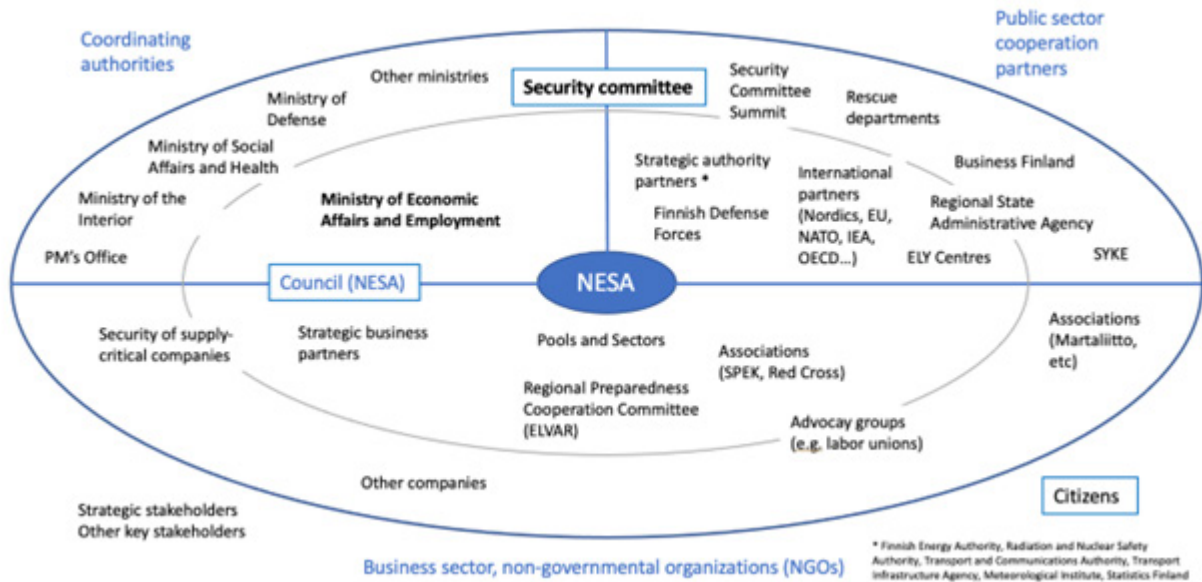 Coordinating
authorities
Public sector
cooperation
partners
Other ministries
Security committee
Security
Committee
Summit
Ministry of
Defense
Rescue
departments
Ministry of Social
Affairs and Health
Strategic authority
partners *
International
partners
(Nordics, EU,
NATO, IEA,
OECD...)
Business Finland
Ministry of the
Interior
Ministry of Economic
Affairs and Employment
Finnish Defense
Forces
Regional State
Administrative Agency
PM's Office
ELY Centres
SYKE
Council (NESA)
NESA
Security of supply-
critical companies
Strategic business
partners
Pools and Sectors
Associations
(SPEK, Red Cross)
Associations
(Martaliitto,
etc)
Regional Preparedness
Cooperation Committee
(ELVAR)
Advocay groups
(e.g. labor unions)
Other companies
Strategic stakeholders
Other key stakeholders
Citizens
Business sector, non-governmental organizations (NGOs)
* Finnish Energy Authority, Radiation and Nuclear Safety
Authority, Transport and Communications Authority, Transport
Infrastructure Agency, Meteorological Institute, Statistics Finland